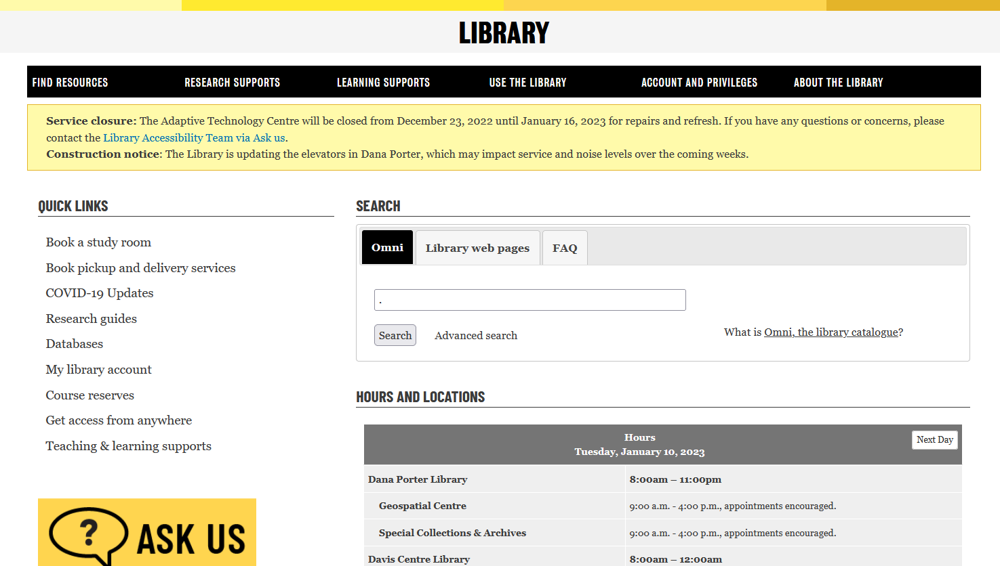 LIBRARY
FIND RESOURCES RESEARCH SUPPORTS LEARNING SUPPORTS USE THE LIBRARY ACCOUNT AND PRIVILEGES ABOUT THE LIBRARY
Service closure: The Adaptive Technology Centre will be closed from December 23, 2022 until January 16, 2023 for repairs and refresh. If you have any questions or concerns, please
contact the Library Accessibility Team via Ask us.
Construction notice: The Library is updating the elevators in Dana Porter, which may impact service and noise levels over the coming weeks.
QUICK LINKS
Book a study room
Book pickup and delivery services
COVID-19 Updates
Research guides
Databases
My library account
Course reserves
Get access from anywhere
Teaching & learning supports
? ASK US
SEARCH
Omni Library web pages FAQ
.
Search Advanced search What is Omni, the library catalogue?
HOURS AND LOCATIONS
Hours
Tuesday, January 10, 2023
Next Day
Dana Porter Library 8:00am – 11:00pm
Geospatial Centre 9:00 a.m. - 4:00 p.m., appointments encouraged.
Special Collections & Archives 9:00 a.m. - 4:00 p.m., appointments encouraged.
Davis Centre Library 8:00am – 12:00am